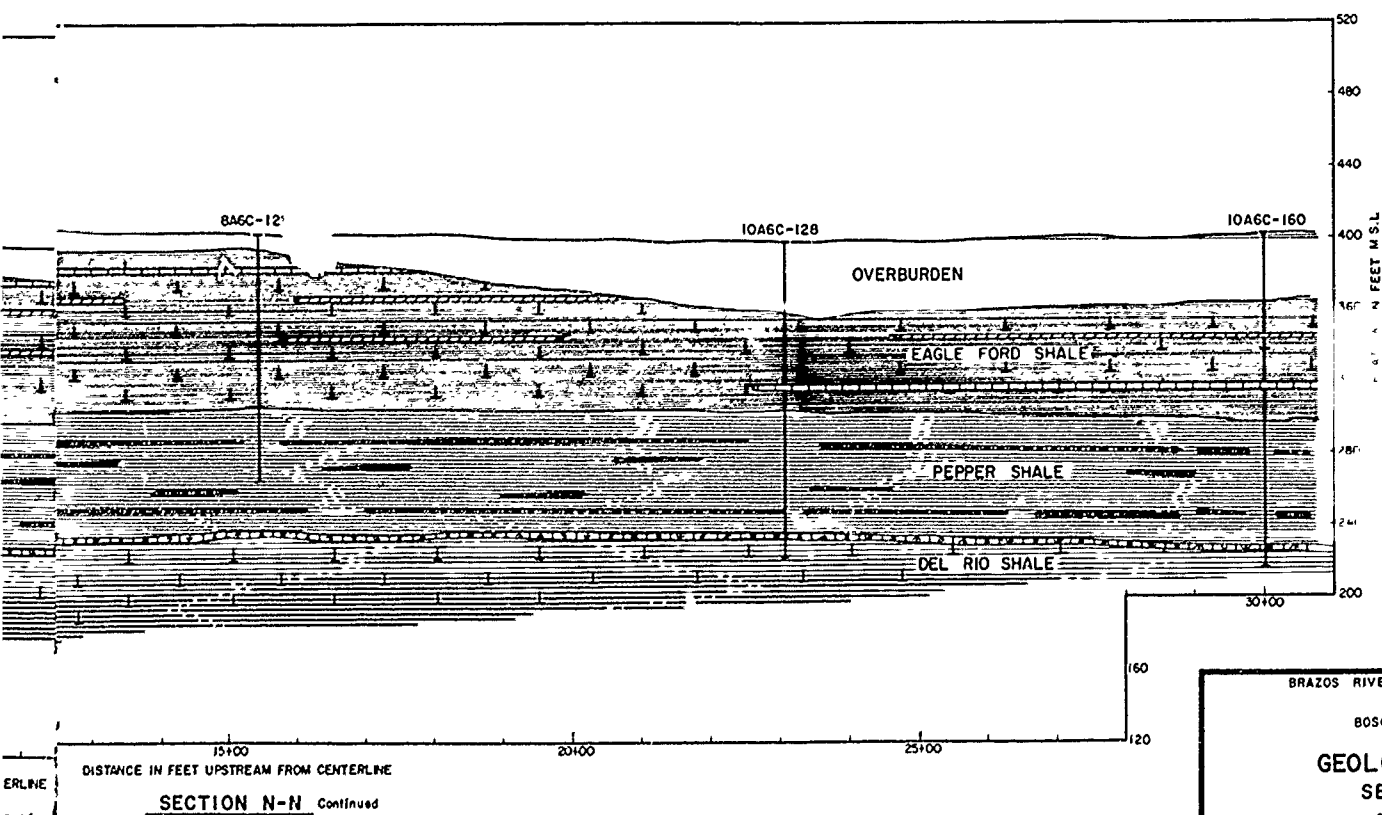 520
480
440
8A6C-12
10A6C-128
10A6C-160
400
OVERBURDEN
N FEET M S.L
EAGLE FORD SHALE
PEPPER SHALE
DEL RIO SHALE
200
30+00
160
120
15+00
20+00
25+00
DISTANCE IN FEET UPSTREAM FROM CENTERLINE
ERLINE
SECTION N-N Continued
BRAZOS RIVE
BOS
GEOL
SE